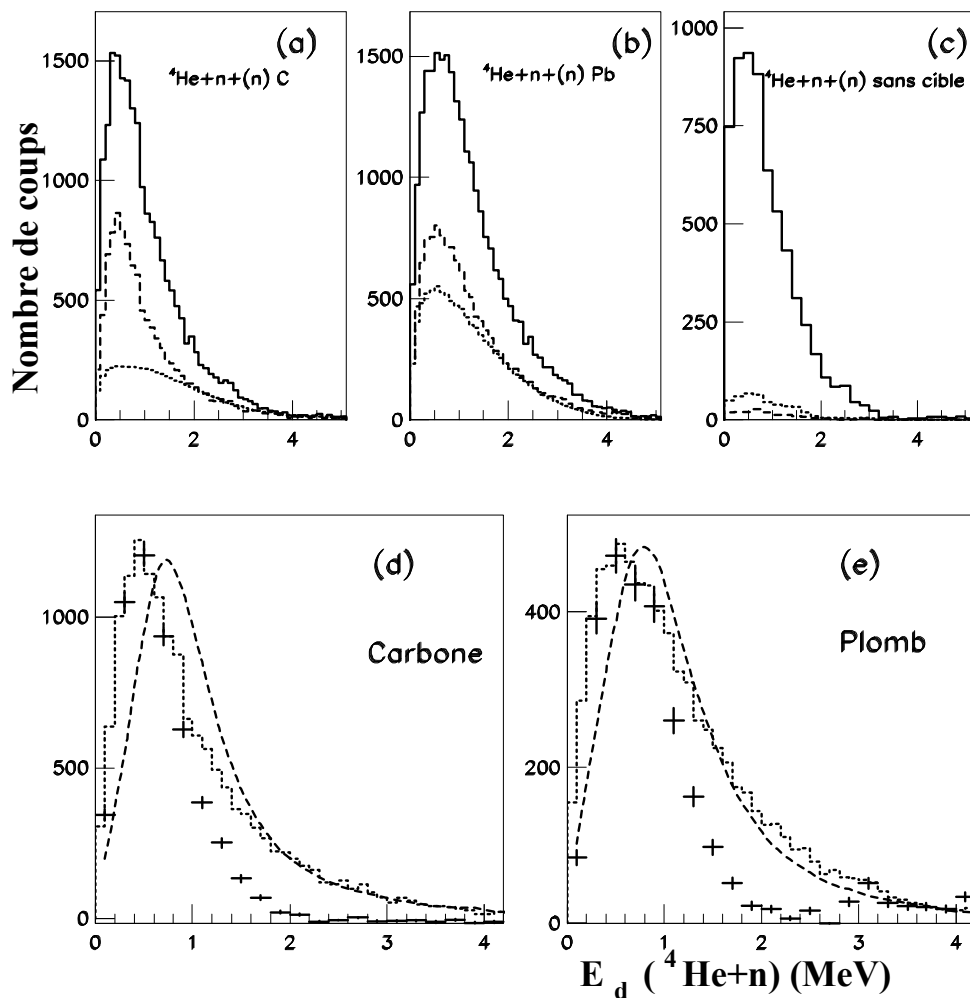 (a)
⁴He+n+(n) C
1500
1000
500
0
0 2 4
(b)
⁴He+n+(n) Pb
1500
1000
500
0
0 2 4
(c)
⁴He+n+(n) sans cible
1000
750
500
250
0
0 2 4
Nombre de coups
(d)
Carbone
1000
500
0
0 1 2 3 4
(e)
Plomb
400
200
0
0 1 2 3 4
E d (⁴He+n) (MeV)